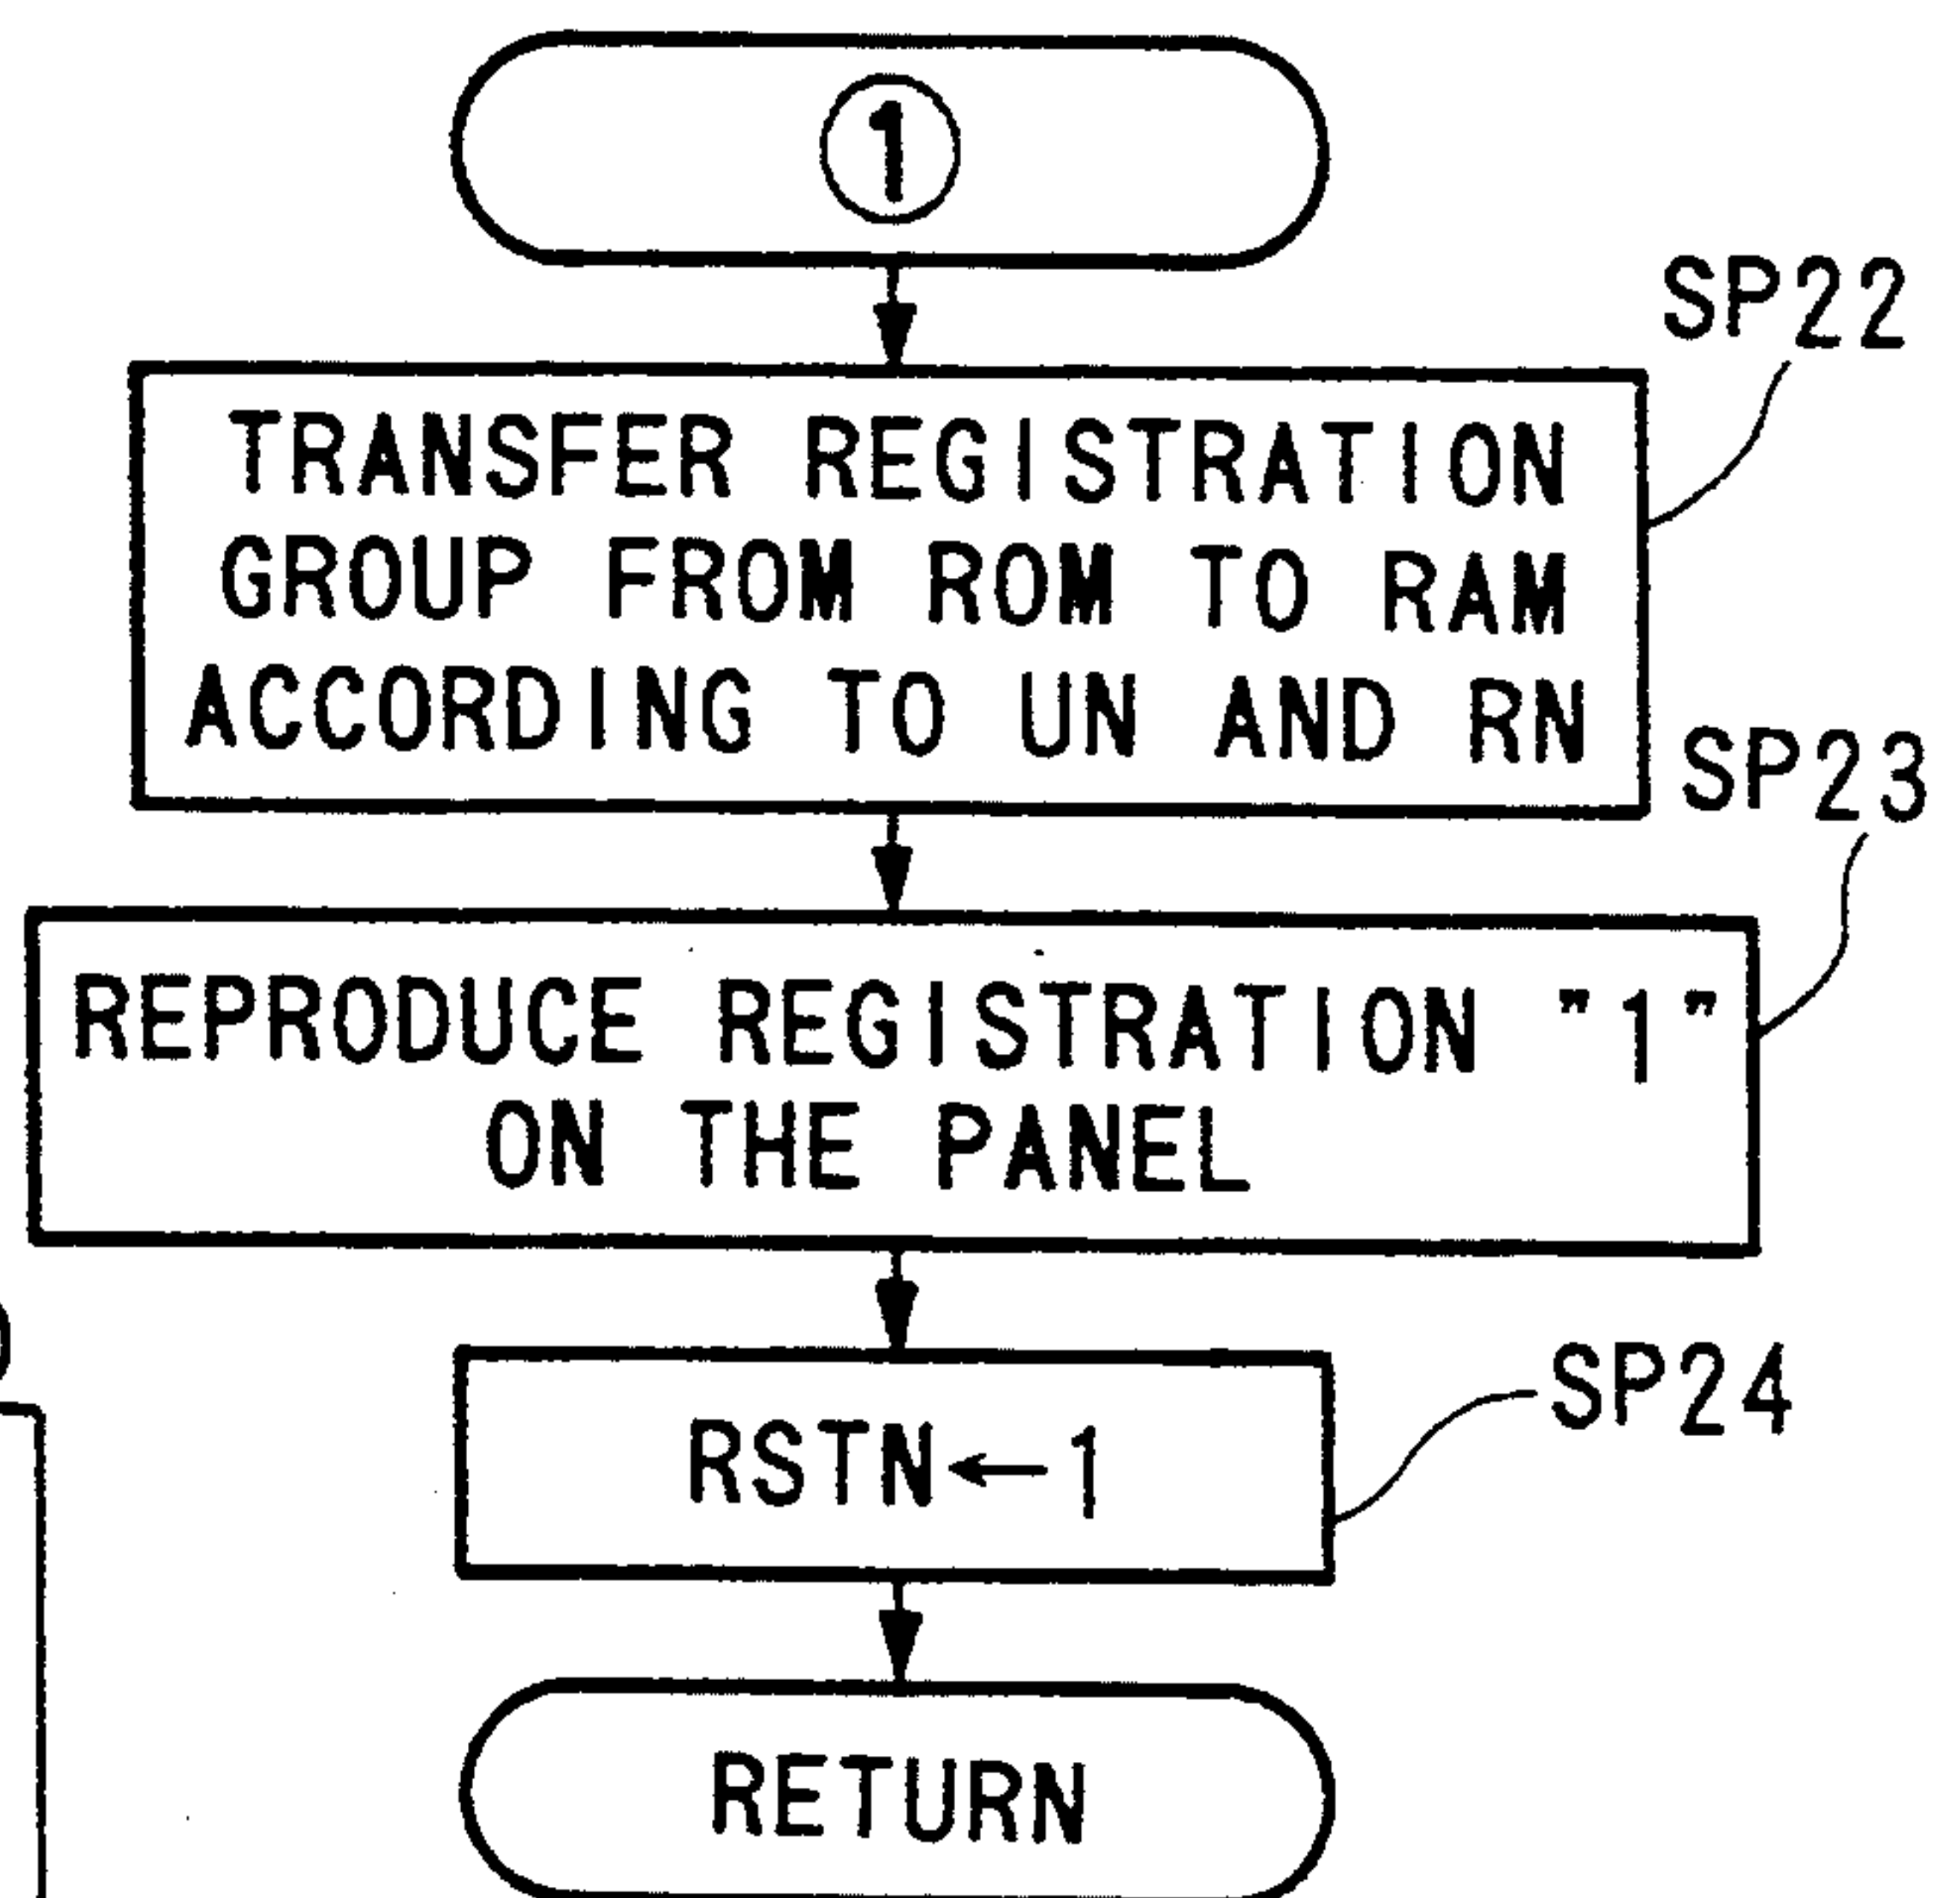 1
SP22
TRANSFER REGISTRATION
GROUP FROM ROM TO RAM
ACCORDING TO UN AND RN
SP23
REPRODUCE REGISTRATION "1"
ON THE PANEL
SP24
RSTN←1
RETURN